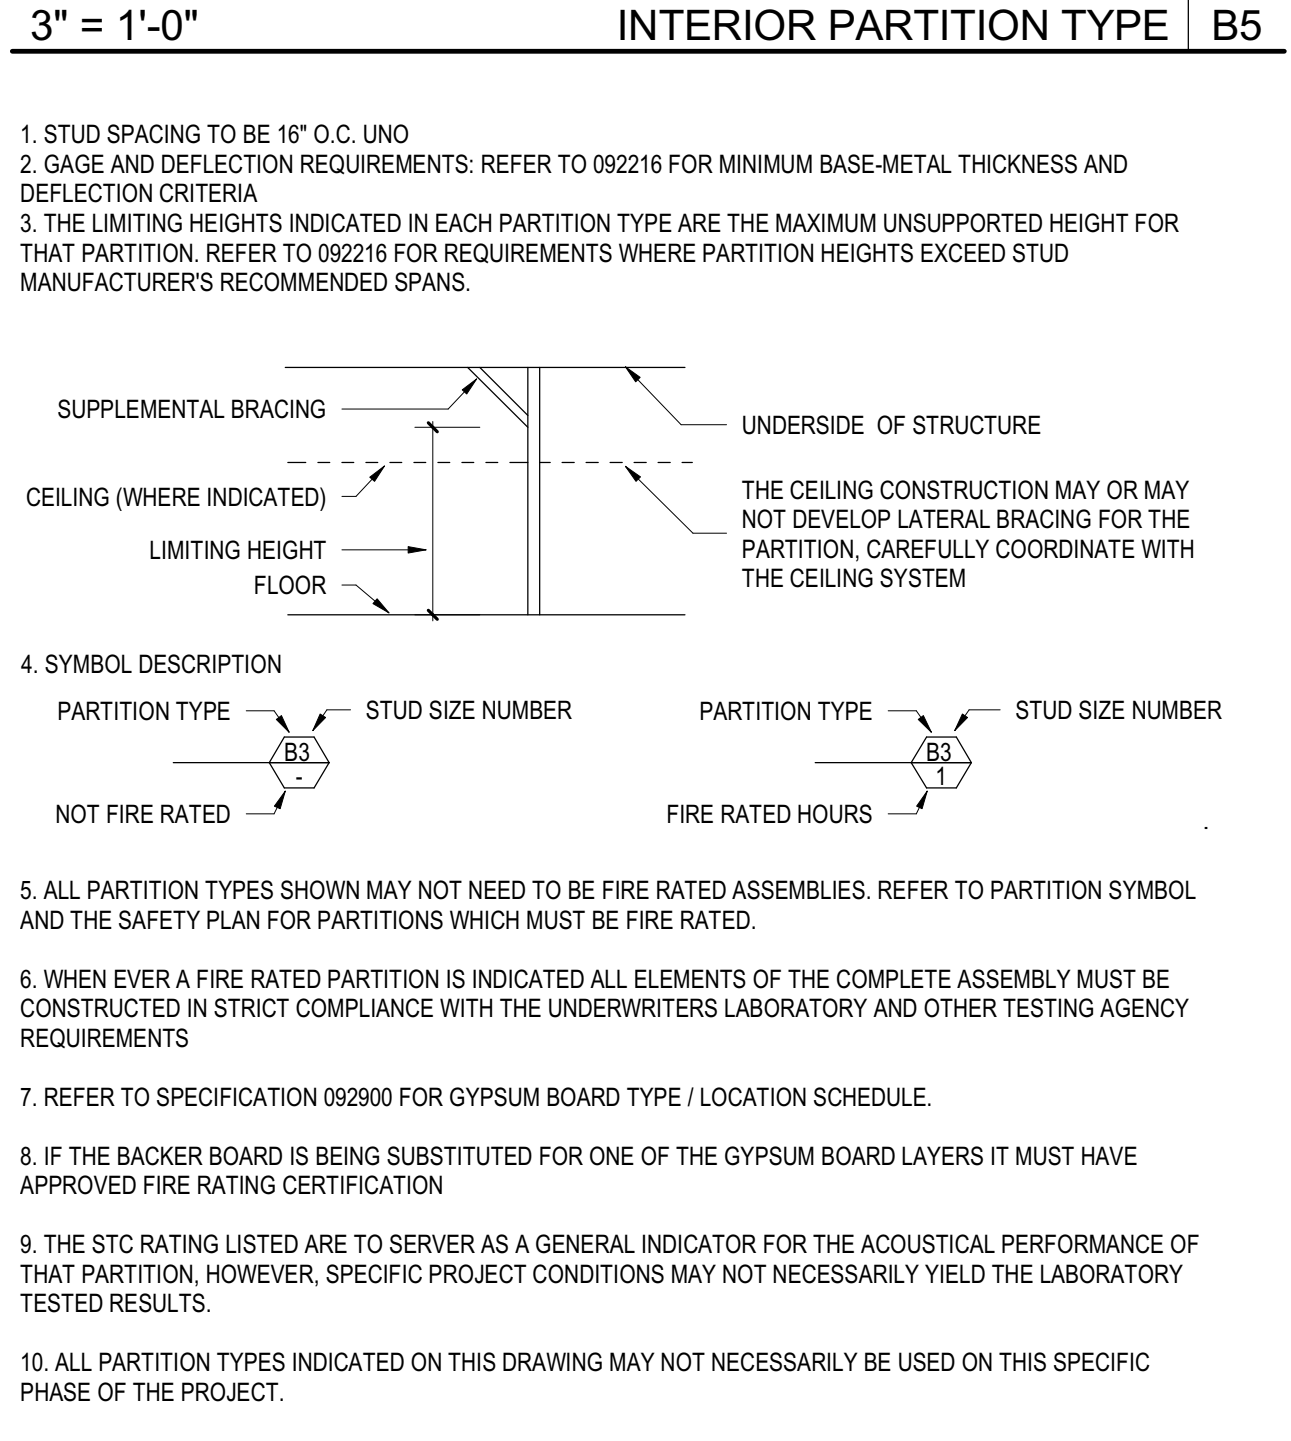 3" = 1'-0"
INTERIOR PARTITION TYPE
B5
1. STUD SPACING TO BE 16" O.C. UNO
2. GAGE AND DEFLECTION REQUIREMENTS: REFER TO 092216 FOR MINIMUM BASE-METAL THICKNESS AND
DEFLECTION CRITERIA
3. THE LIMITING HEIGHTS INDICATED IN EACH PARTITION TYPE ARE THE MAXIMUM UNSUPPORTED HEIGHT FOR
THAT PARTITION. REFER TO 092216 FOR REQUIREMENTS WHERE PARTITION HEIGHTS EXCEED STUD
MANUFACTURER'S RECOMMENDED SPANS.
SUPPLEMENTAL BRACING
CEILING (WHERE INDICATED)
LIMITING HEIGHT
FLOOR
UNDERSIDE OF STRUCTURE
THE CEILING CONSTRUCTION MAY OR MAY
NOT DEVELOP LATERAL BRACING FOR THE
PARTITION, CAREFULLY COORDINATE WITH
THE CEILING SYSTEM
4. SYMBOL DESCRIPTION
PARTITION TYPE
STUD SIZE NUMBER
B3
-
NOT FIRE RATED
PARTITION TYPE
STUD SIZE NUMBER
B3
1
FIRE RATED HOURS
.
5. ALL PARTITION TYPES SHOWN MAY NOT NEED TO BE FIRE RATED ASSEMBLIES. REFER TO PARTITION SYMBOL
AND THE SAFETY PLAN FOR PARTITIONS WHICH MUST BE FIRE RATED.
6. WHEN EVER A FIRE RATED PARTITION IS INDICATED ALL ELEMENTS OF THE COMPLETE ASSEMBLY MUST BE
CONSTRUCTED IN STRICT COMPLIANCE WITH THE UNDERWRITERS LABORATORY AND OTHER TESTING AGENCY
REQUIREMENTS
7. REFER TO SPECIFICATION 092900 FOR GYPSUM BOARD TYPE / LOCATION SCHEDULE.
8. IF THE BACKER BOARD IS BEING SUBSTITUTED FOR ONE OF THE GYPSUM BOARD LAYERS IT MUST HAVE
APPROVED FIRE RATING CERTIFICATION
9. THE STC RATING LISTED ARE TO SERVER AS A GENERAL INDICATOR FOR THE ACOUSTICAL PERFORMANCE OF
THAT PARTITION, HOWEVER, SPECIFIC PROJECT CONDITIONS MAY NOT NECESSARILY YIELD THE LABORATORY
TESTED RESULTS.
10. ALL PARTITION TYPES INDICATED ON THIS DRAWING MAY NOT NECESSARILY BE USED ON THIS SPECIFIC
PHASE OF THE PROJECT.